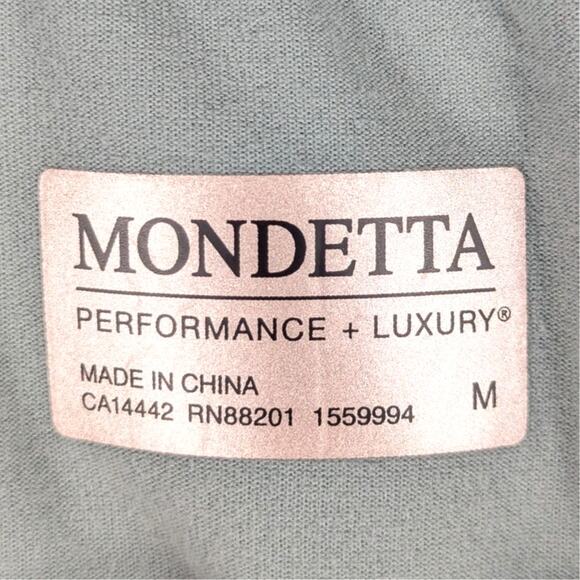 MONDETTA
PERFORMANCE + LUXURY®
MADE IN CHINA
CA14442 RN88201 1559994 M